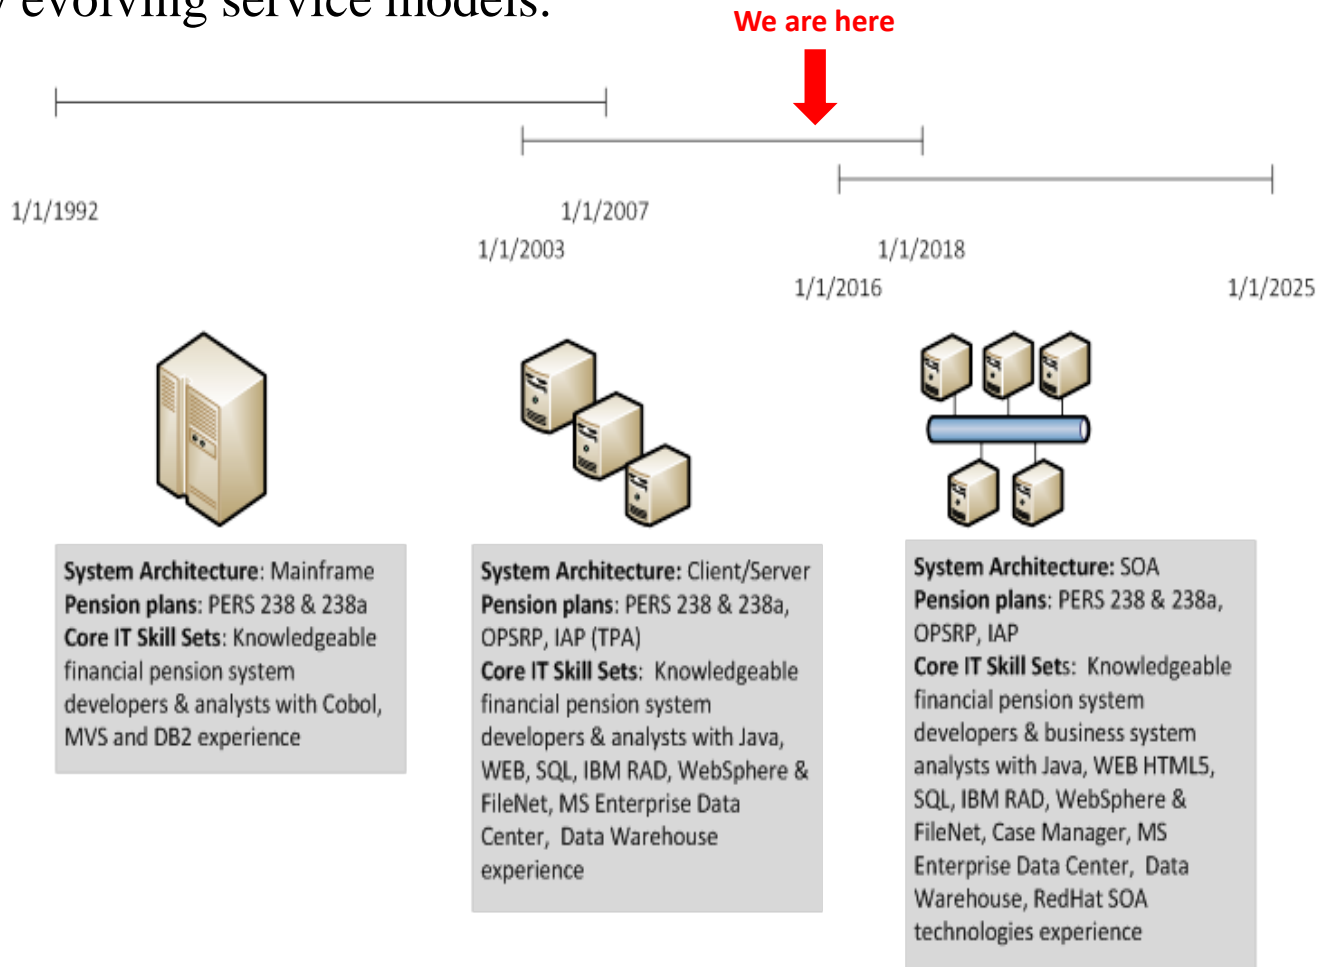 evolving service models.
We are here
1/1/1992
1/1/2007
1/1/2003
1/1/2018
1/1/2016
1/1/2025
System Architecture: Mainframe
Pension plans: PERS 238 & 238a
Core IT Skill Sets: Knowledgeable
financial pension system
developers & analysts with Cobol,
MVS and DB2 experience
System Architecture: Client/Server
Pension plans: PERS 238 & 238a,
OPSRP, IAP (TPA)
Core IT Skill Sets: Knowledgeable
financial pension system
developers & analysts with Java,
WEB, SQL, IBM RAD, WebSphere &
FileNet, MS Enterprise Data
Center, Data Warehouse
experience
System Architecture: SOA
Pension plans: PERS 238 & 238a,
OPSRP, IAP
Core IT Skill Sets: Knowledgeable
financial pension system
developers & business system
analysts with Java, WEB HTML5,
SQL, IBM RAD, WebSphere &
FileNet, Case Manager, MS
Enterprise Data Center, Data
Warehouse, RedHat SOA
technologies experience